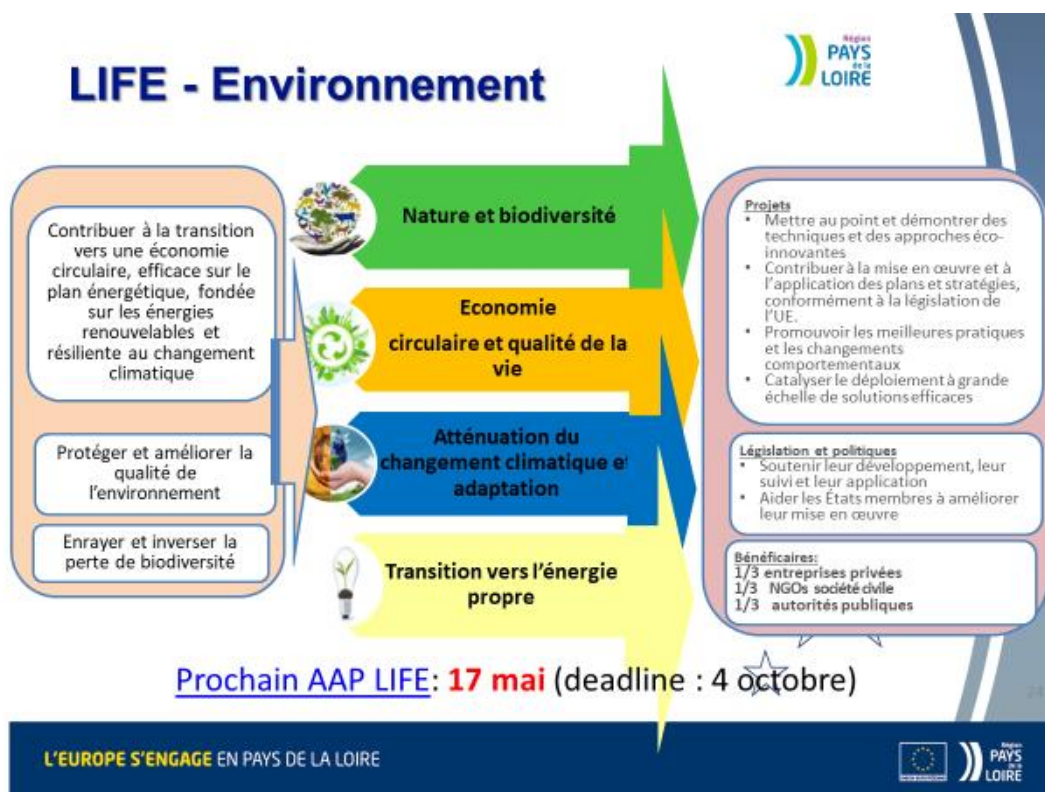 LIFE - Environnement
Région
PAYS
de la
LOIRE
Contribuer à la transition
vers une économie
circulaire, efficace sur le
plan énergétique, fondée
sur les énergies
renouvelables et
résiliente au changement
climatique
Protéger et améliorer la
qualité de
l'environnement
Enrayer et inverser la
perte de biodiversité
Nature et biodiversité
Economie
circulaire et qualité de la
vie
Atténuation du
changement climatique et
adaptation
Transition vers l'énergie
propre
Projets
• Mettre au point et démontrer des
techniques et des approches éco-
innovantes
• Contribuer à la mise en œuvre et à
l'application des plans et stratégies,
conformément à la législation de
l'UE.
• Promouvoir les meilleures pratiques
et les changements
comportementaux
• Catalyser le déploiement à grande
échelle de solutions efficaces
Législation et politiques
• Soutenir leur développement, leur
suivi et leur application
• Aider les États membres à améliorer
leur mise en œuvre
Bénéficaires:
1/3 entreprises privées
1/3 NGOs société civile
1/3 autorités publiques
Prochain AAP LIFE: 17 mai (deadline : 4 octobre)
24
L'EUROPE S'ENGAGE EN PAYS DE LA LOIRE
Région
PAYS
de la
LOIRE